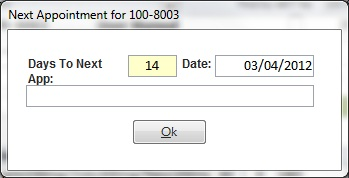 Next Appointment for 100-8003
Days To Next 14 Date: 03/04/2012
App:
Ok